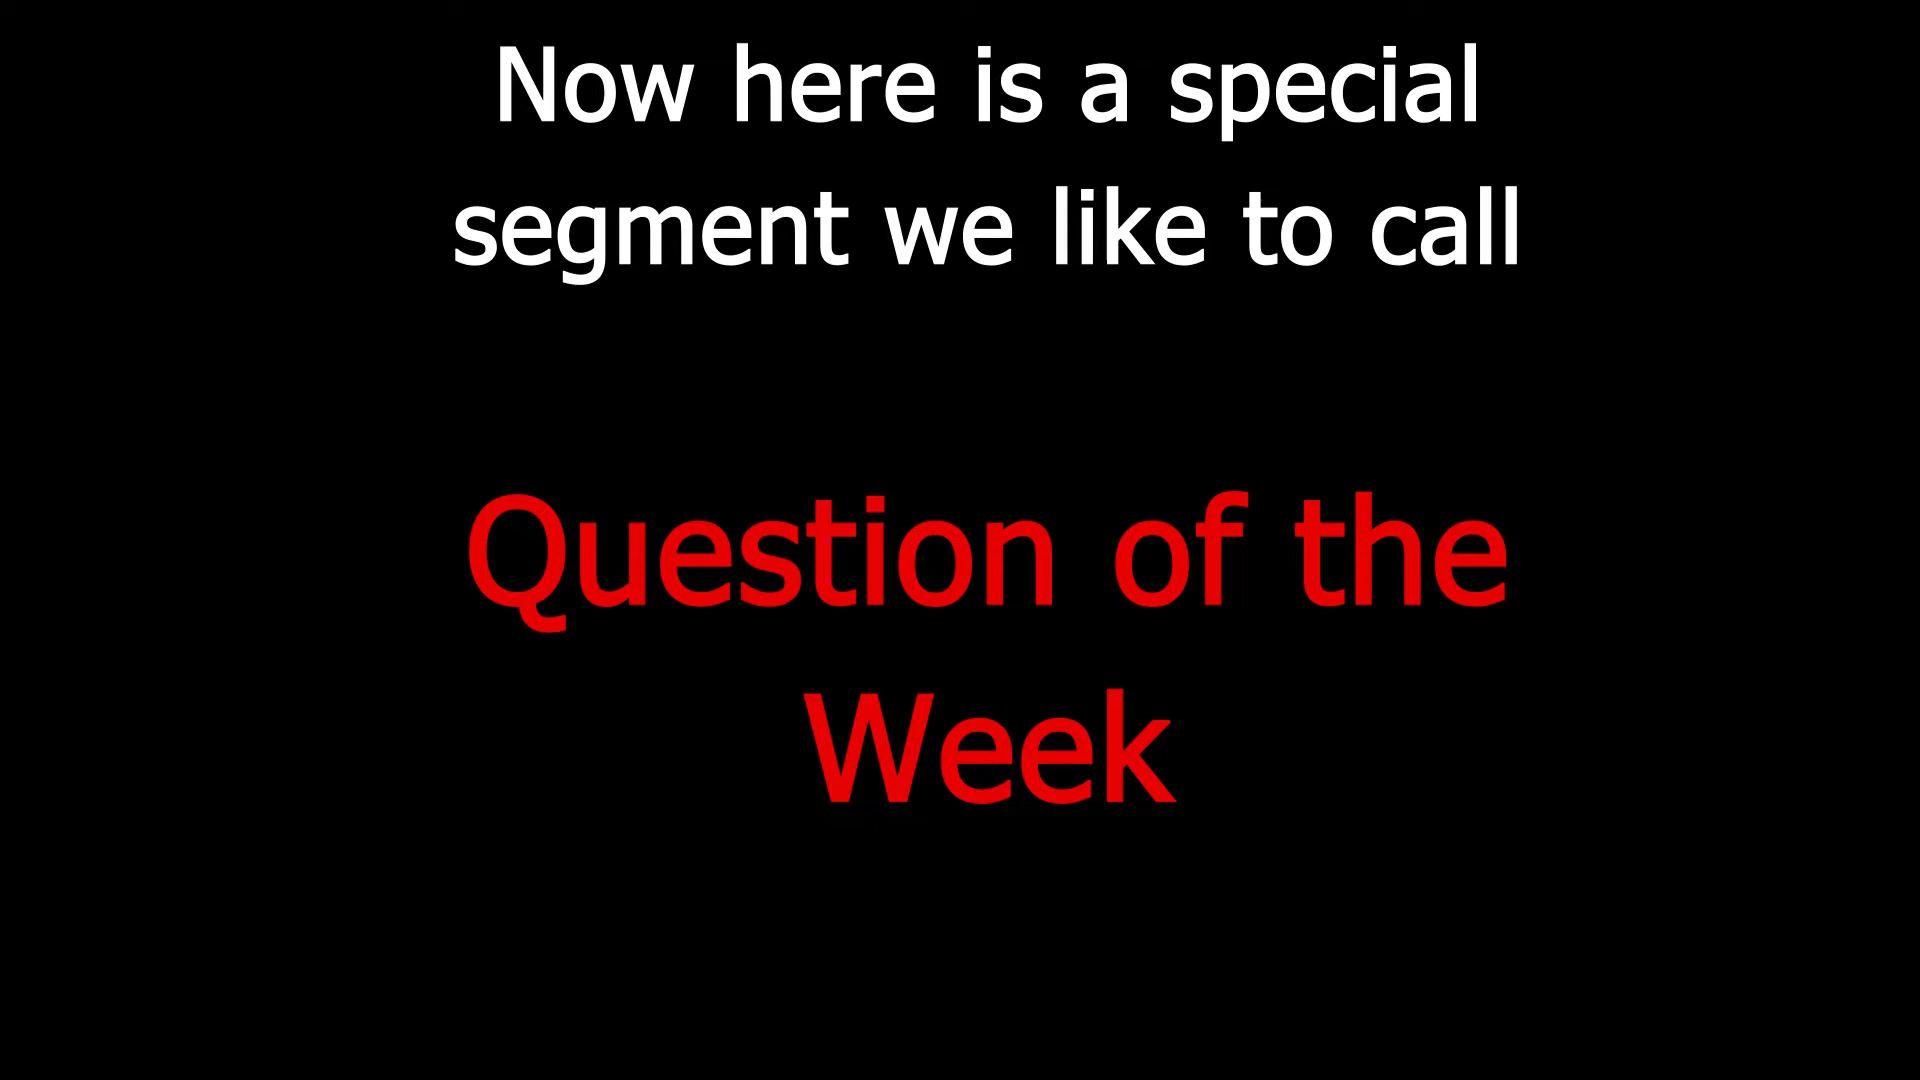 Now here is a special
segment we like to call
Question of the
Week